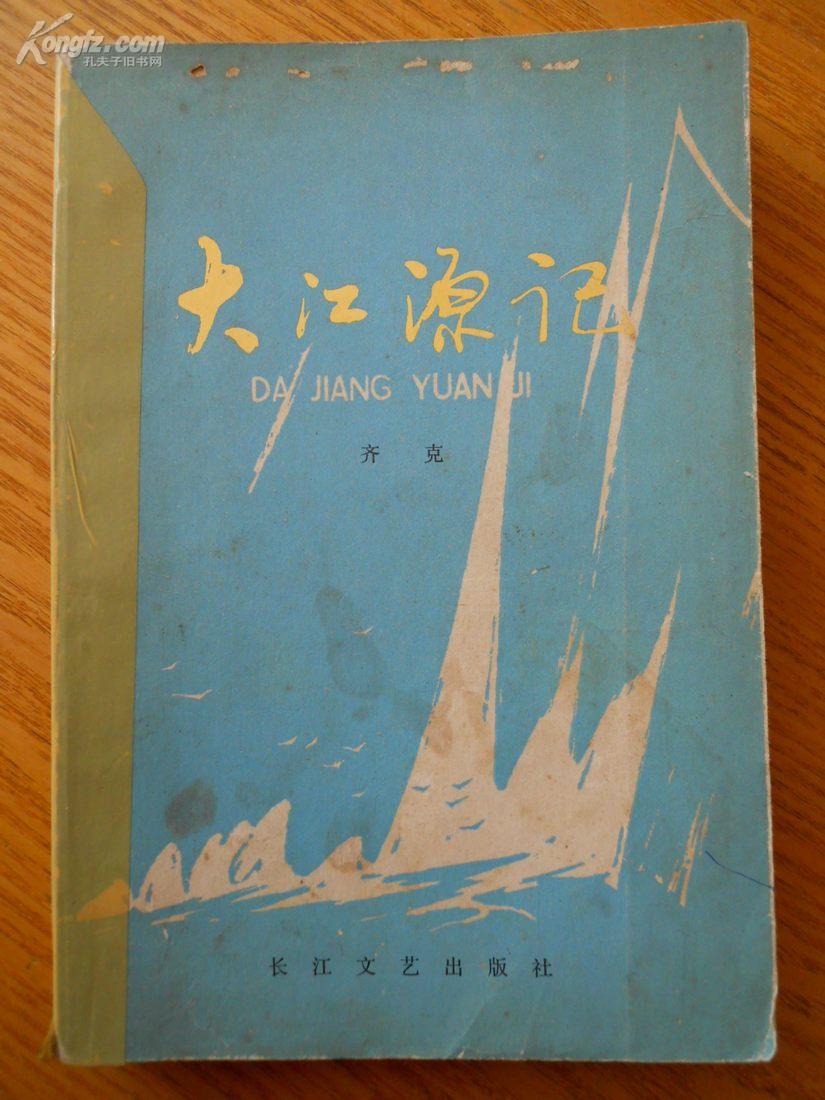 Kongfz.com
孔夫子旧书网
大江源记
DA JIANG YUAN JI
齐克
长江文艺出版社